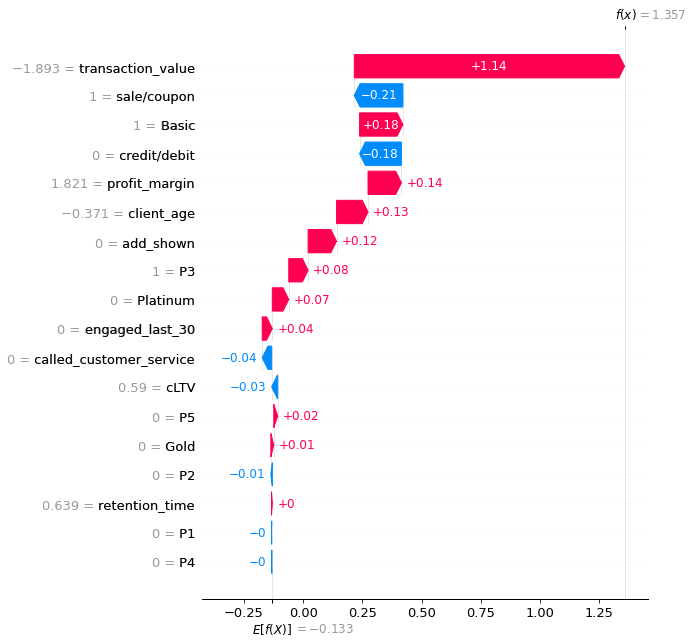 f(x) = 1.357
−1.893 = transaction_value +1.14
1 = sale/coupon −0.21
1 = Basic +0.18
0 = credit/debit −0.18
1.821 = profit_margin +0.14
−0.371 = client_age +0.13
0 = add_shown +0.12
1 = P3 +0.08
0 = Platinum +0.07
0 = engaged_last_30 +0.04
0 = called_customer_service −0.04
0.59 = cLTV −0.03
0 = P5 +0.02
0 = Gold +0.01
0 = P2 −0.01
0.639 = retention_time +0
0 = P1 −0
0 = P4 −0
−0.25 0.00 0.25 0.50 0.75 1.00 1.25
E[f(X)] = −0.133